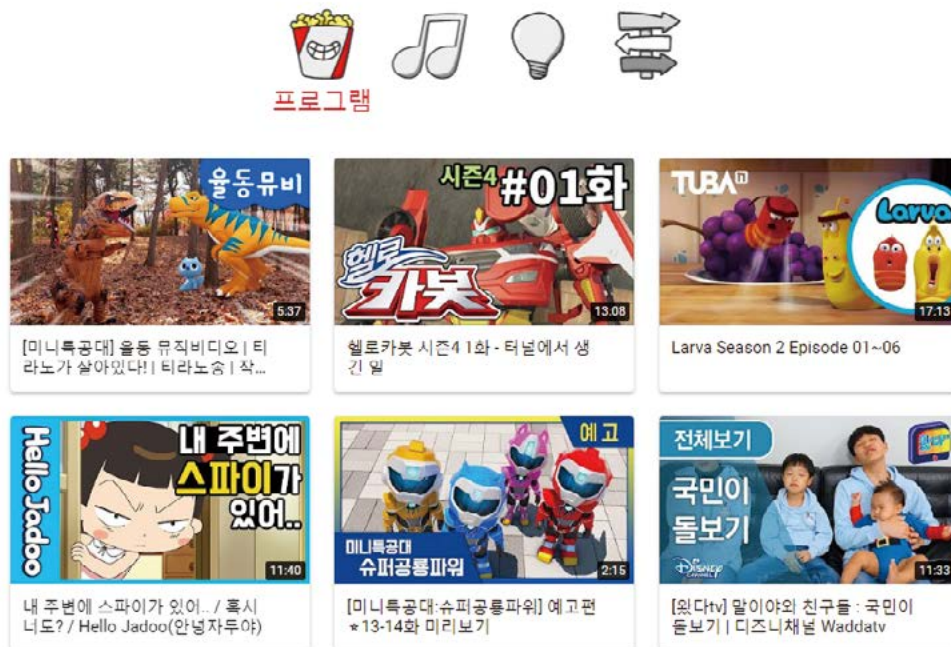 프로그램
율동뮤비
5:37
시즌4 #01화
헬로
카봇
13:08
TUBA n
Larva
17:13
[미니특공대] 율동 뮤직비디오 | 티
라노가 살아있다! | 티라노송 | 작...
헬로카봇 시즌4 1화 - 터널에서 생
긴 일
Larva Season 2 Episode 01~06
Hello Jadoo
내 주변에
스파이가
있어..
11:40
예고
미니특공대
슈퍼공룡파워
2:15
전체보기
국민이
돌보기
Disney
CHANNEL
11:33
내 주변에 스파이가 있어.. / 혹시
너도? / Hello Jadoo(안녕자두야)
[미니특공대:슈퍼공룡파워] 예고편
★13-14화 미리보기
[왔다tv] 말이야와 친구들 : 국민이
돌보기 | 디즈니채널 Waddatv